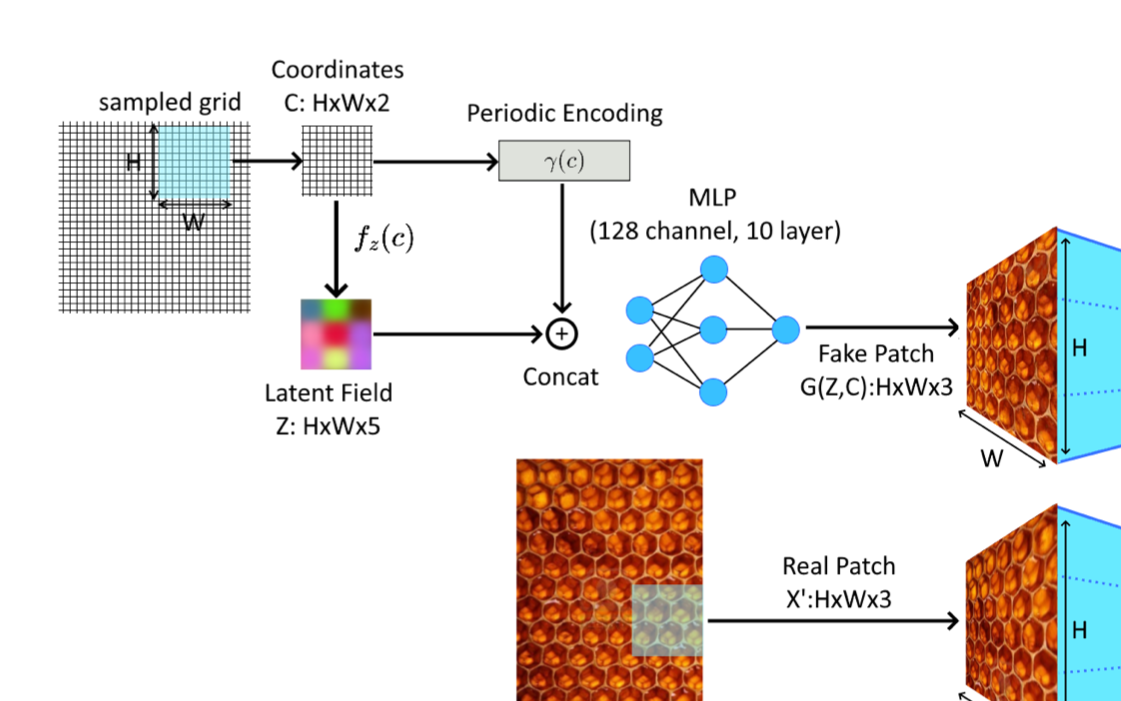 Coordinates
C: HxWx2
sampled grid
H
W
Periodic Encoding
γ(c)
f_z(c)
MLP
(128 channel, 10 layer)
Concat
+
Latent Field
Z: HxWx5
Fake Patch
G(Z,C):HxWx3
H
W
Real Patch
X':HxWx3
H